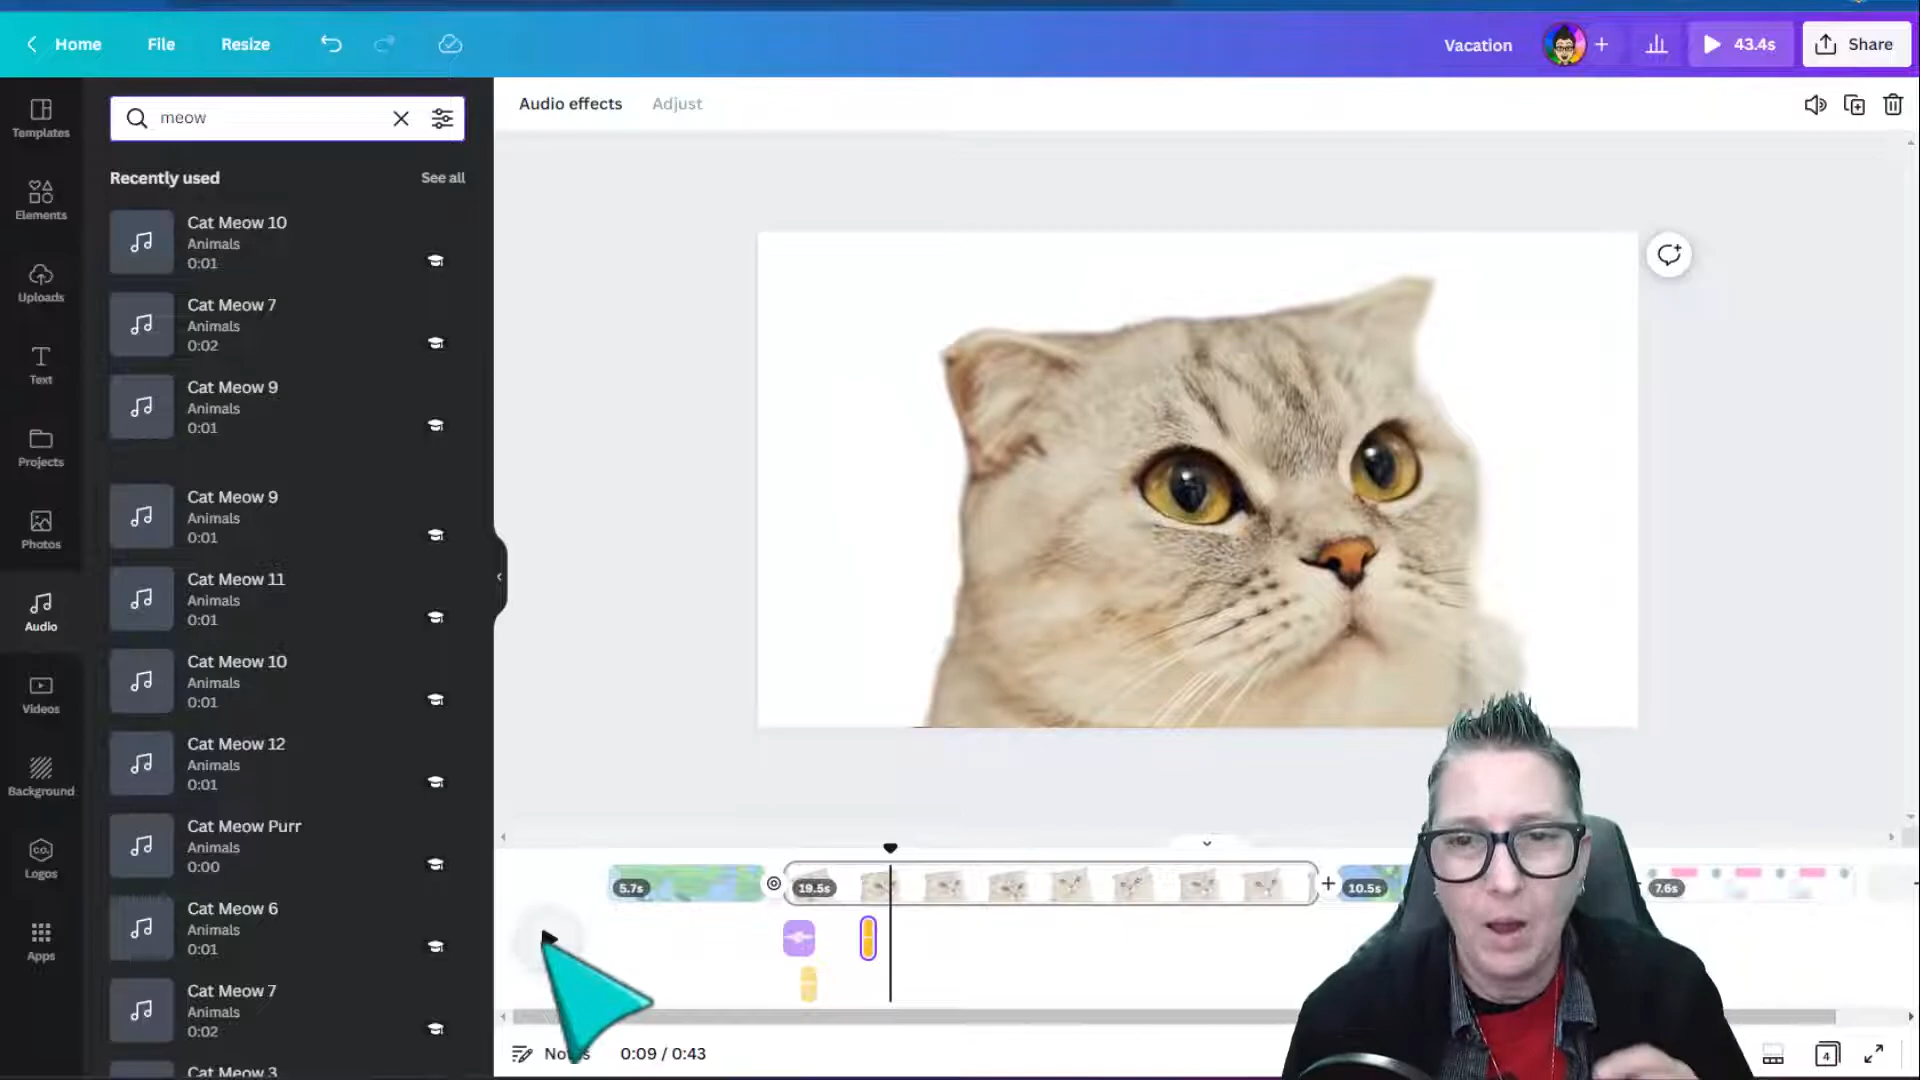 Home
File
Resize
Vacation
43.4s
Share
Templates
Elements
Uploads
Text
Projects
Photos
Audio
Videos
Background
CO.
Logos
Apps
meow
Recently used
See all
Cat Meow 10
Animals
0:01
Cat Meow 7
Animals
0:02
Cat Meow 9
Animals
0:01
Cat Meow 9
Animals
0:01
Cat Meow 11
Animals
0:01
Cat Meow 10
Animals
0:01
Cat Meow 12
Animals
0:01
Cat Meow Purr
Animals
0:00
Cat Meow 6
Animals
0:01
Cat Meow 7
Animals
0:02
Cat Meow 3
Audio effects
Adjust
5.7s
19.5s
10.5s
7.6s
Notes
0:09 / 0:43
4